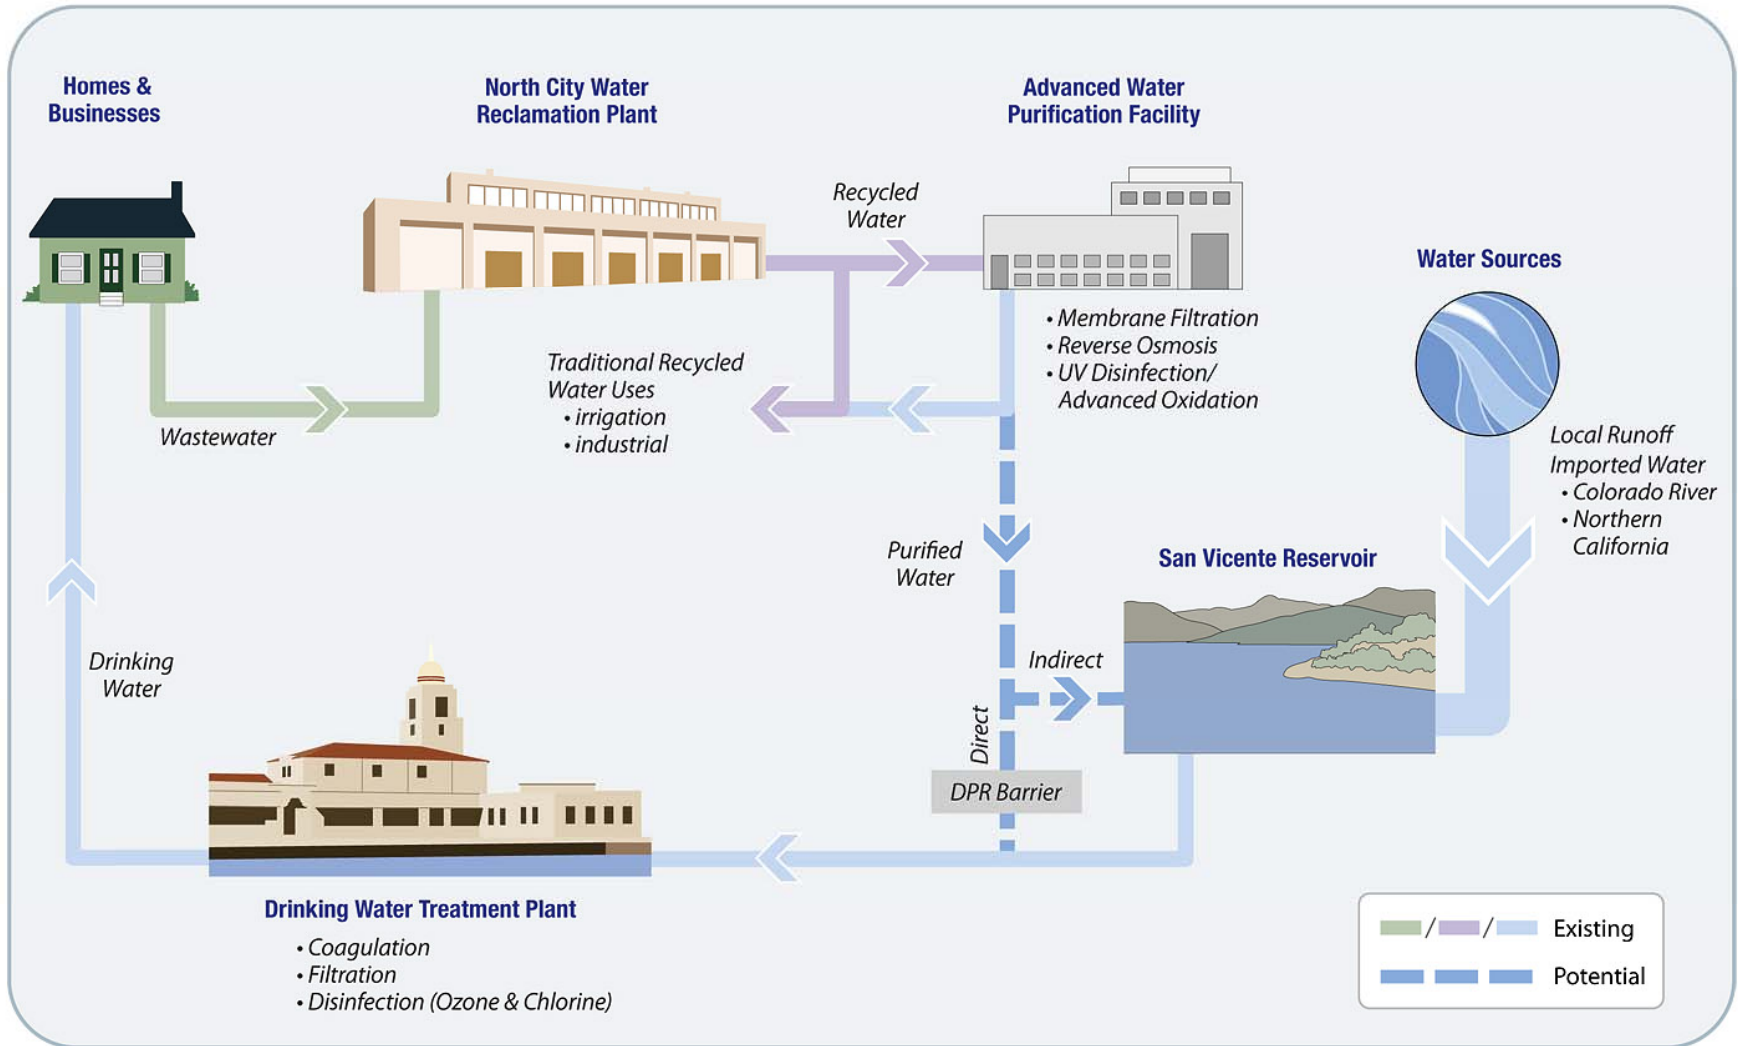 Homes &
Businesses
North City Water
Reclamation Plant
Advanced Water
Purification Facility
Recycled
Water
Water Sources
• Membrane Filtration
• Reverse Osmosis
• UV Disinfection/
Advanced Oxidation
Traditional Recycled
Water Uses
• irrigation
• industrial
Wastewater
Local Runoff
Imported Water
• Colorado River
• Northern
California
Purified
Water
San Vicente Reservoir
Drinking
Water
Indirect
Direct
DPR Barrier
Drinking Water Treatment Plant
• Coagulation
• Filtration
• Disinfection (Ozone & Chlorine)
/ / Existing
Potential